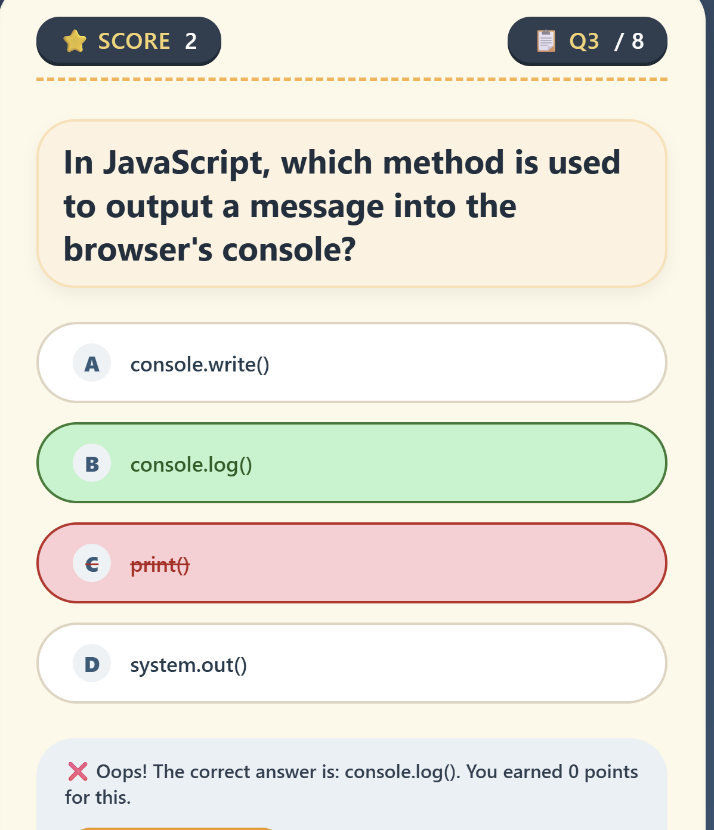 SCORE 2
Q3 / 8
In JavaScript, which method is used
to output a message into the
browser's console?
A console.write()
B console.log()
C print()
D system.out()
Oops! The correct answer is: console.log(). You earned 0 points
for this.